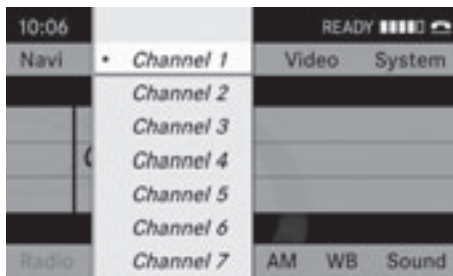 10:06 READY
Navi • Channel 1 Video System
Channel 2
Channel 3
Channel 4
Channel 5
Channel 6
Radio Channel 7 AM WB Sound